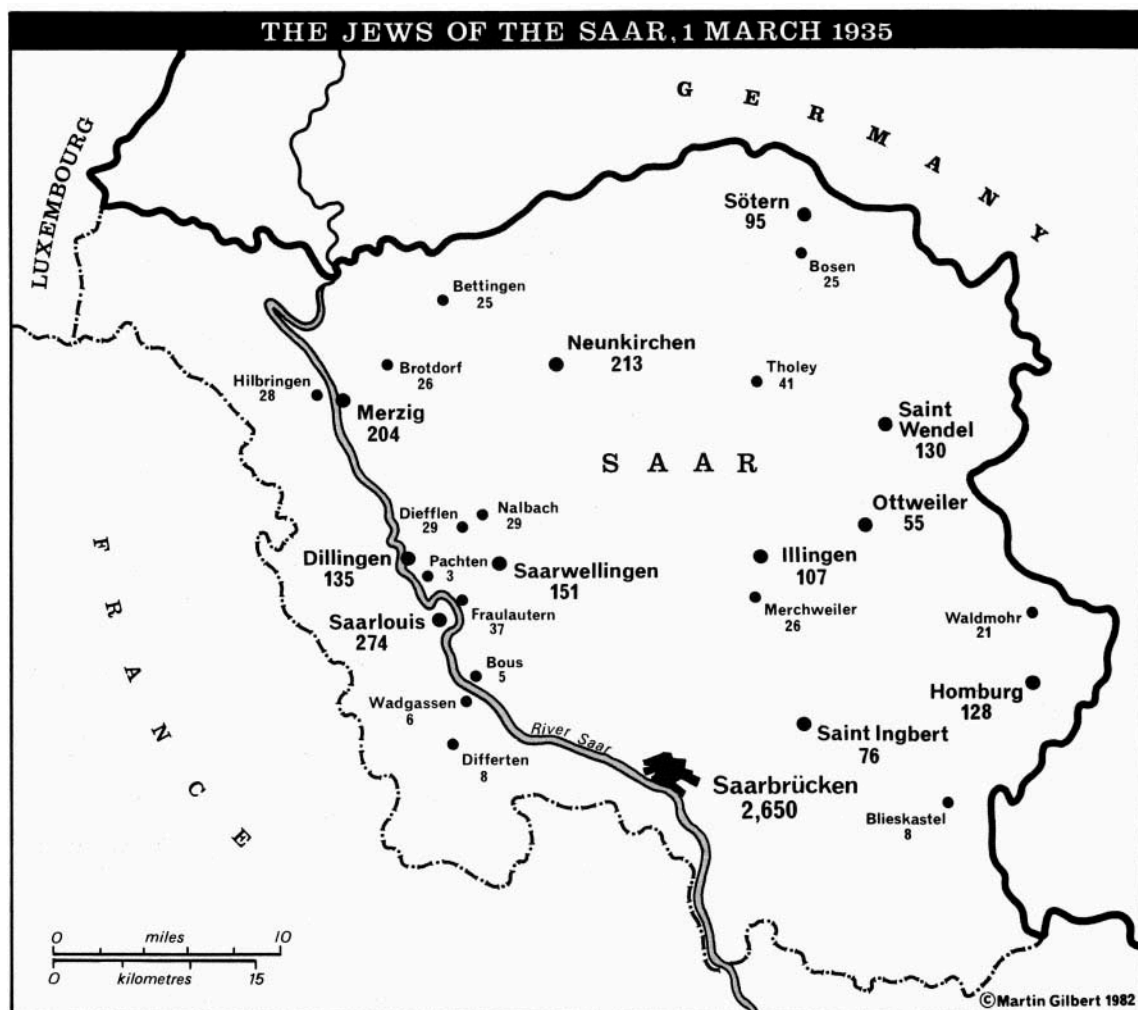 THE JEWS OF THE SAAR, 1 MARCH 1935
GERMANY
LUXEMBOURG
Sötern
95
Bosen
25
Bettingen
25
Neunkirchen
213
Brotdorf
26
Tholey
41
Hilbringen
28
Merzig
204
Saint
Wendel
130
SAAR
Diefflen
29
Nalbach
29
Ottweiler
55
FRANCE
Dillingen
135
Pachten
3
Saarwellingen
151
Illingen
107
Merchweiler
26
Fraulautern
37
Saarlouis
274
Waldmohr
21
Bous
5
Wadgassen
6
Homburg
128
River Saar
Saint Ingbert
76
Differten
8
Saarbrücken
2,650
Blieskastel
8
0 miles 10
0 kilometres 15
©Martin Gilbert 1982